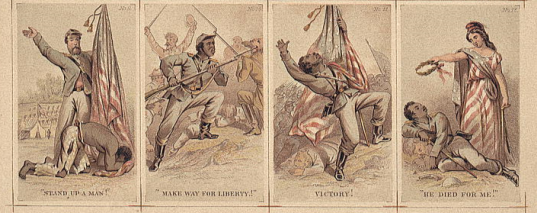 "STAND UP A MAN!"
"MAKE WAY FOR LIBERTY!"
VICTORY!
"HE DIED FOR ME!"